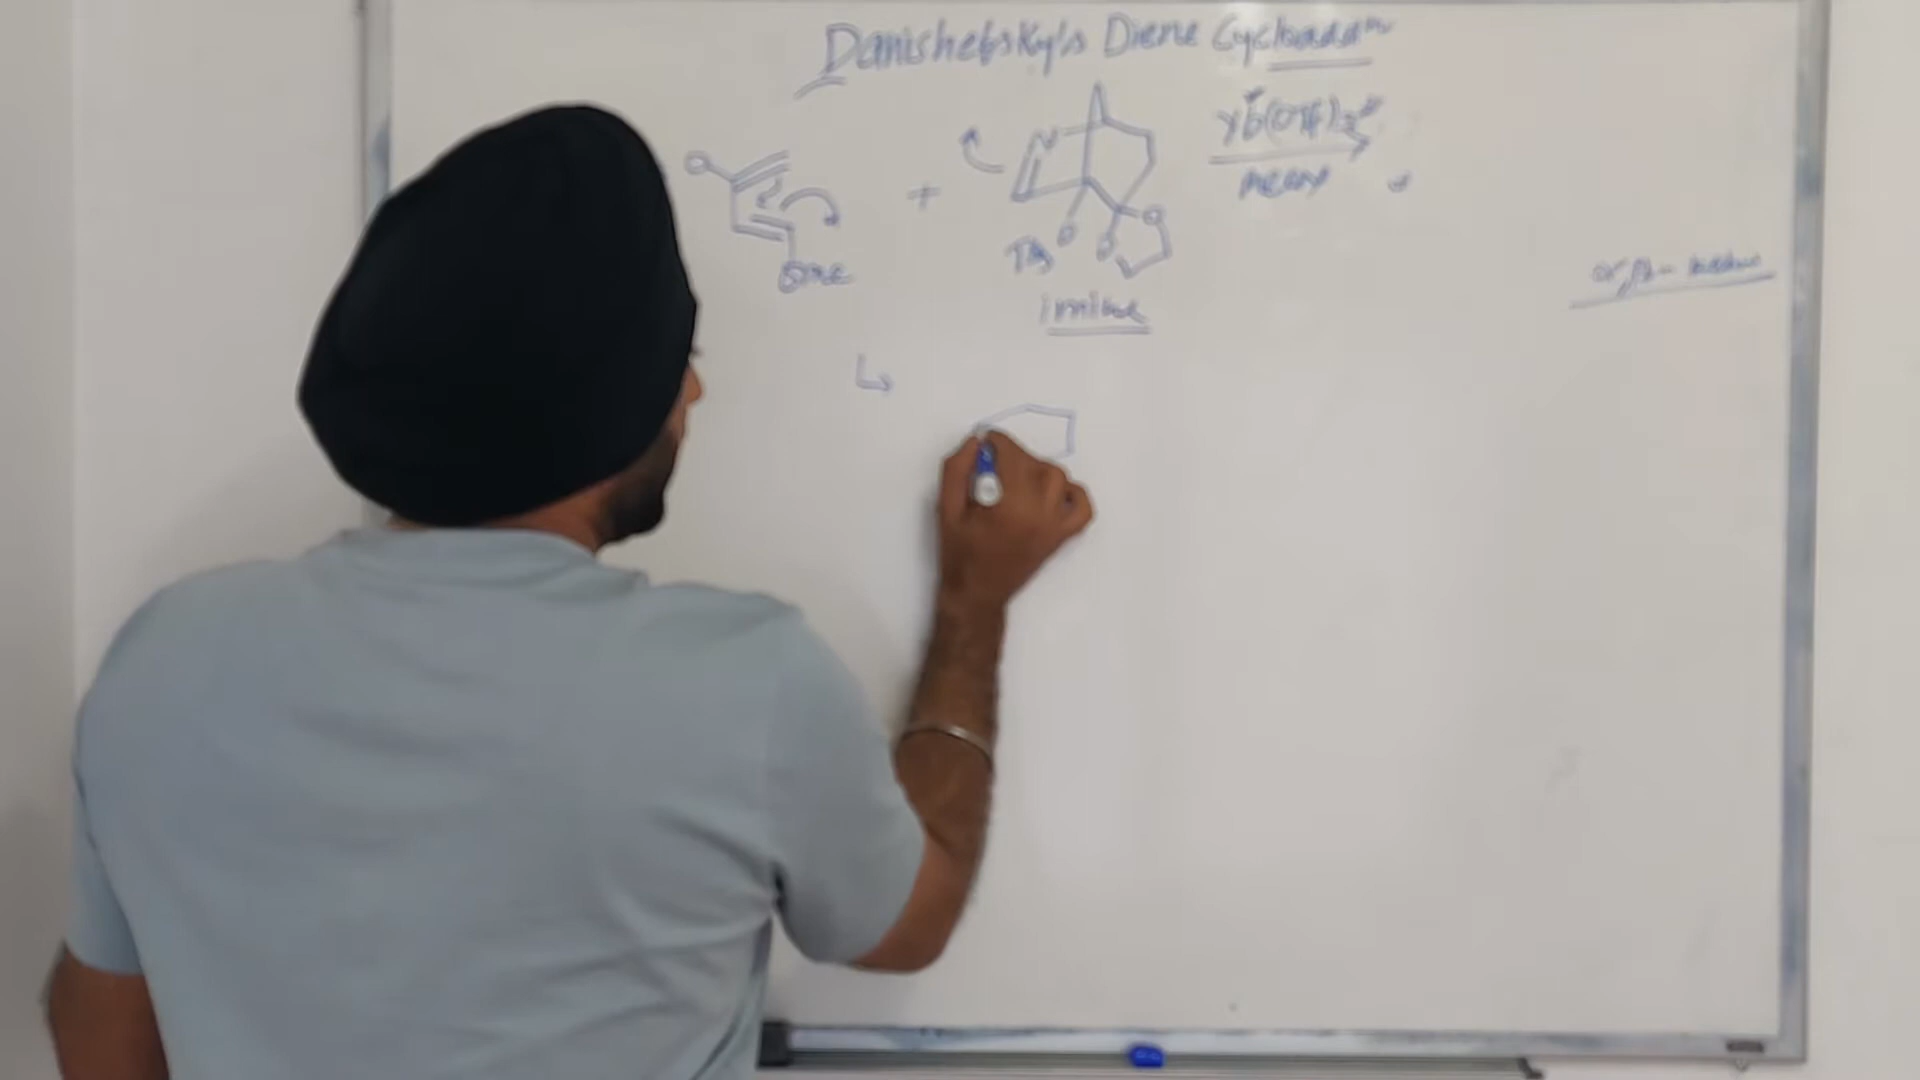 Danishefsky's Diene Cycloaddn
Yb(OTf)3
MeCN
O
+
N
O
OMe
TBS
O
O
imine